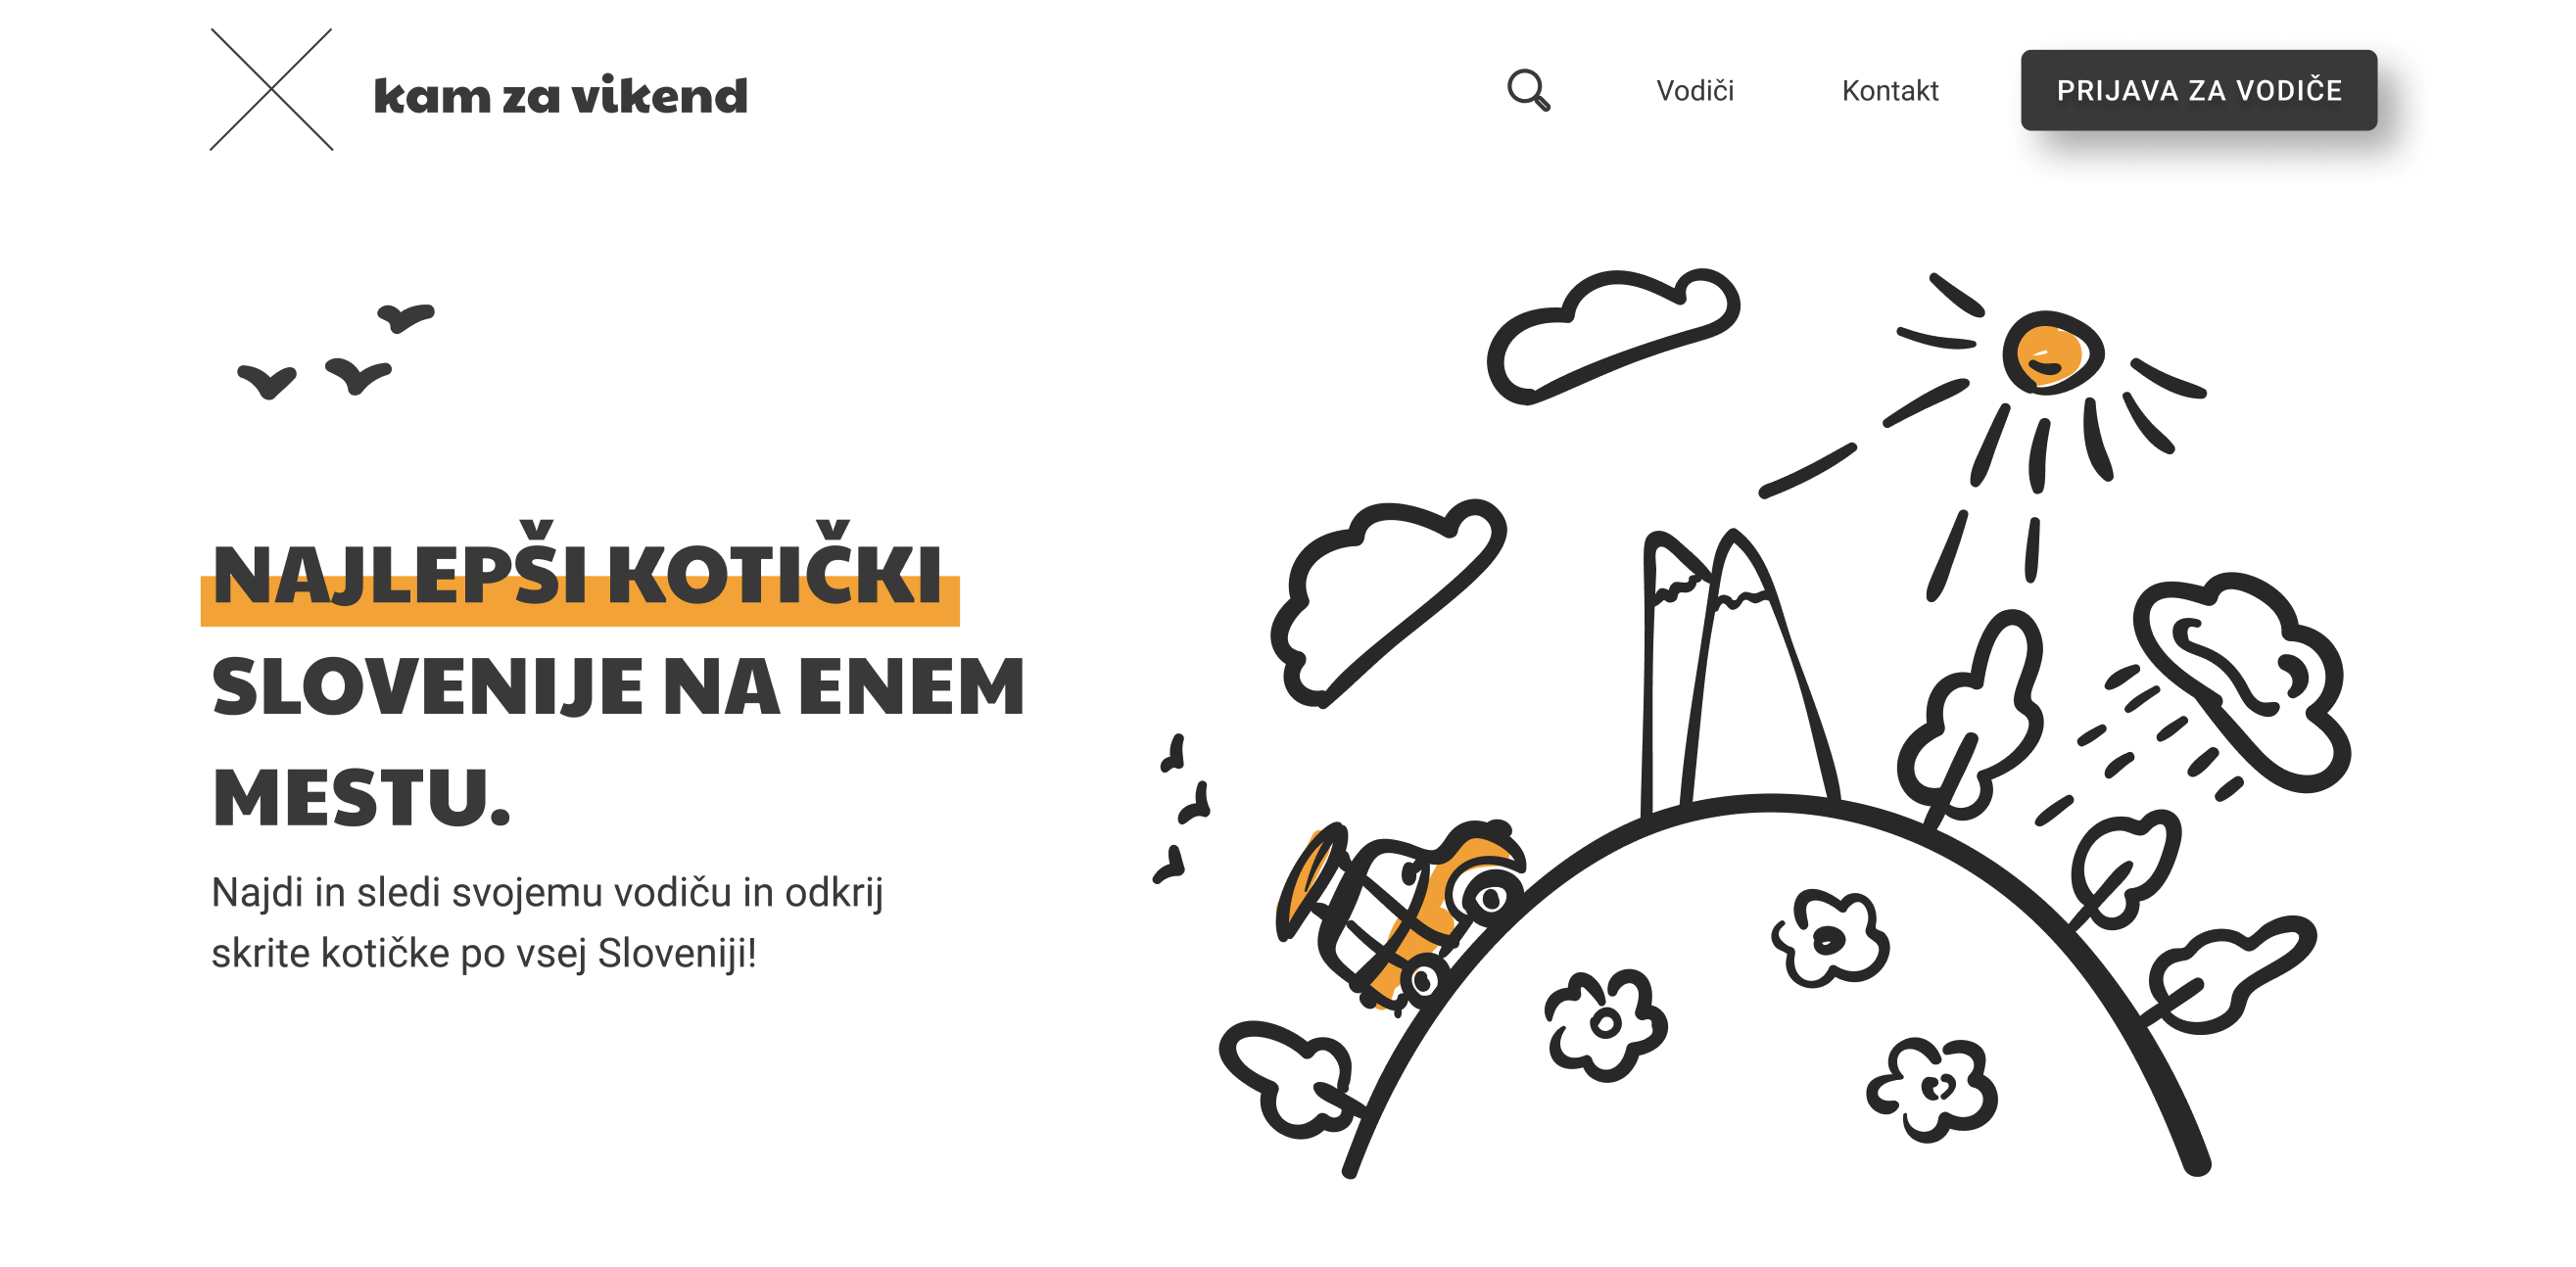 kam za vikend
Vodiči
Kontakt
PRIJAVA ZA VODIČE
NAJLEPŠI KOTIČKI
SLOVENIJE NA ENEM
MESTU.
Najdi in sledi svojemu vodiču in odkrij
skrite kotičke po vsej Sloveniji!